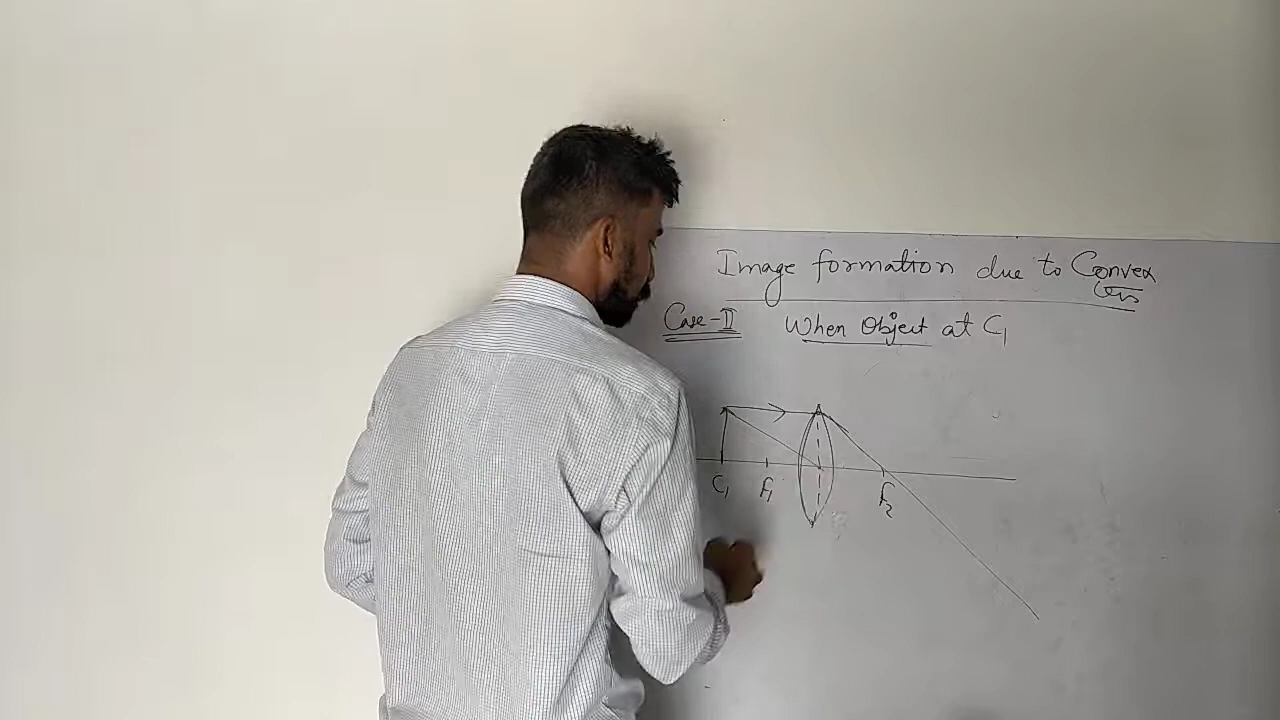 Image formation due to Convex
lens
Case-II When Object at C1
C1 F1 F2